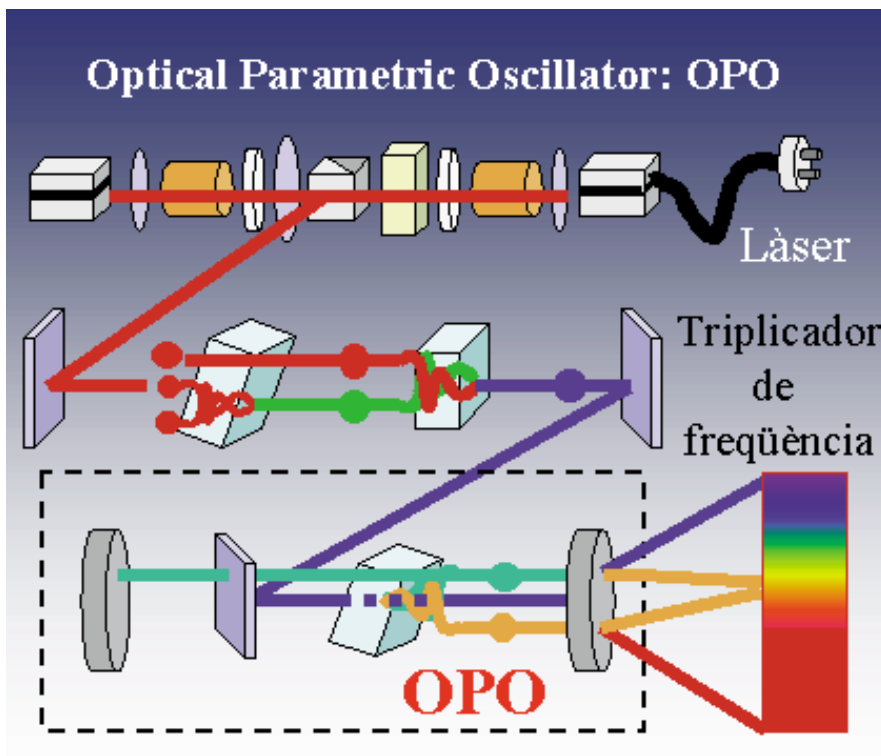 Optical Parametric Oscillator: OPO
Làser
Triplicador
de
freqüència
OPO